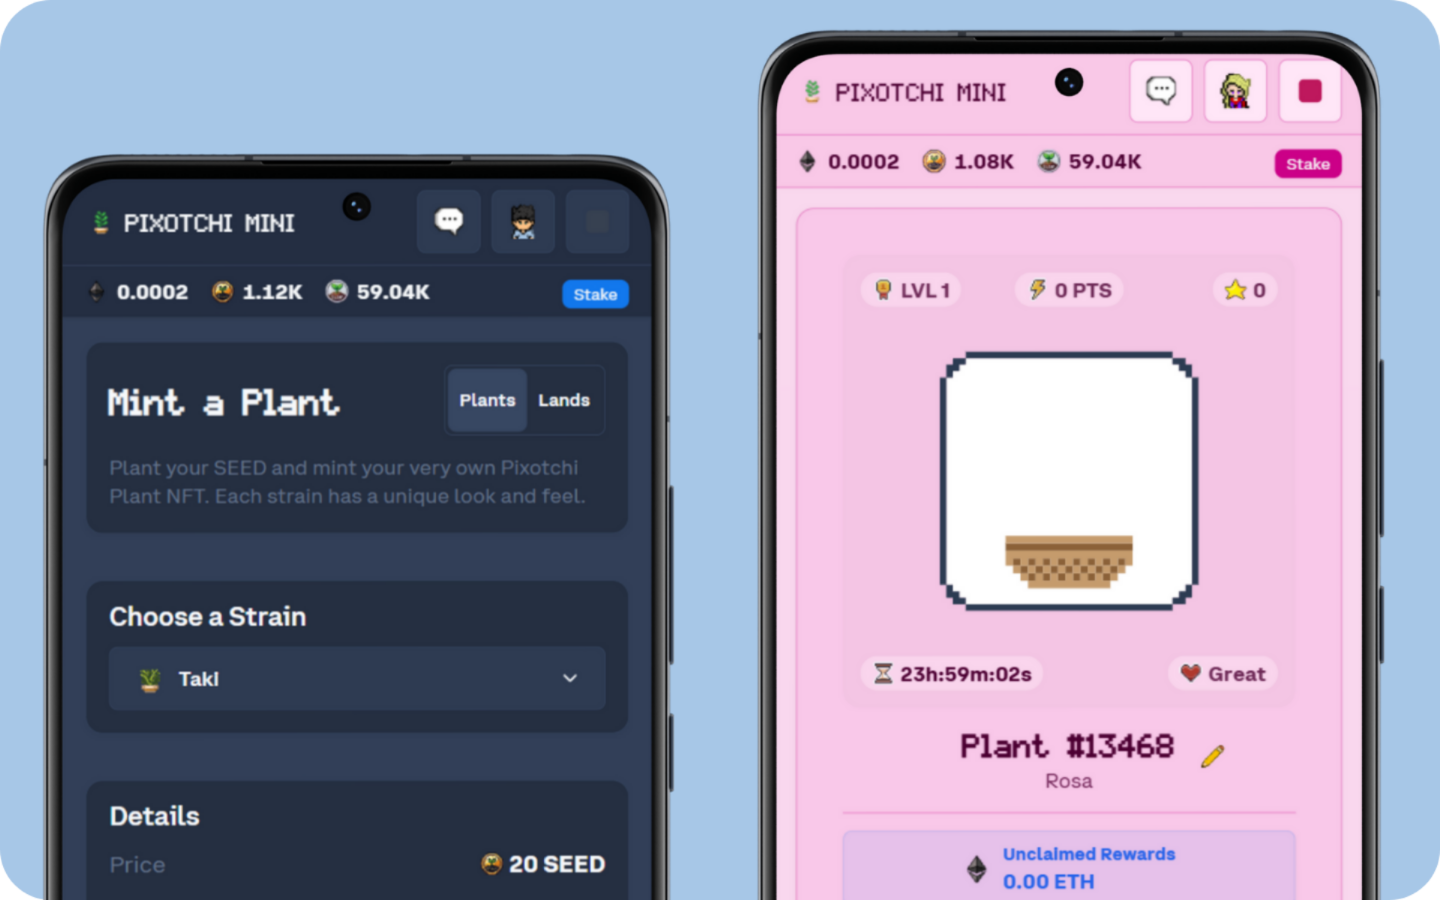 PIXOTCHI MINI
0.0002 1.12K 59.04K Stake
Mint a Plant
Plants Lands
Plant your SEED and mint your very own Pixotchi
Plant NFT. Each strain has a unique look and feel.
Choose a Strain
TakI
Details
Price 20 SEED
PIXOTCHI MINI
0.0002 1.08K 59.04K Stake
LVL 1 0 PTS 0
23h:59m:02s Great
Plant #13468
Rosa
Unclaimed Rewards
0.00 ETH